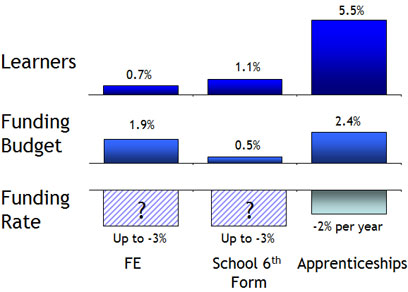 5.5%
Learners
0.7%
1.1%
Funding
Budget
1.9%
0.5%
2.4%
Funding
Rate
?
?
Up to -3%
Up to -3%
-2% per year
FE
School 6th
Form
Apprenticeships